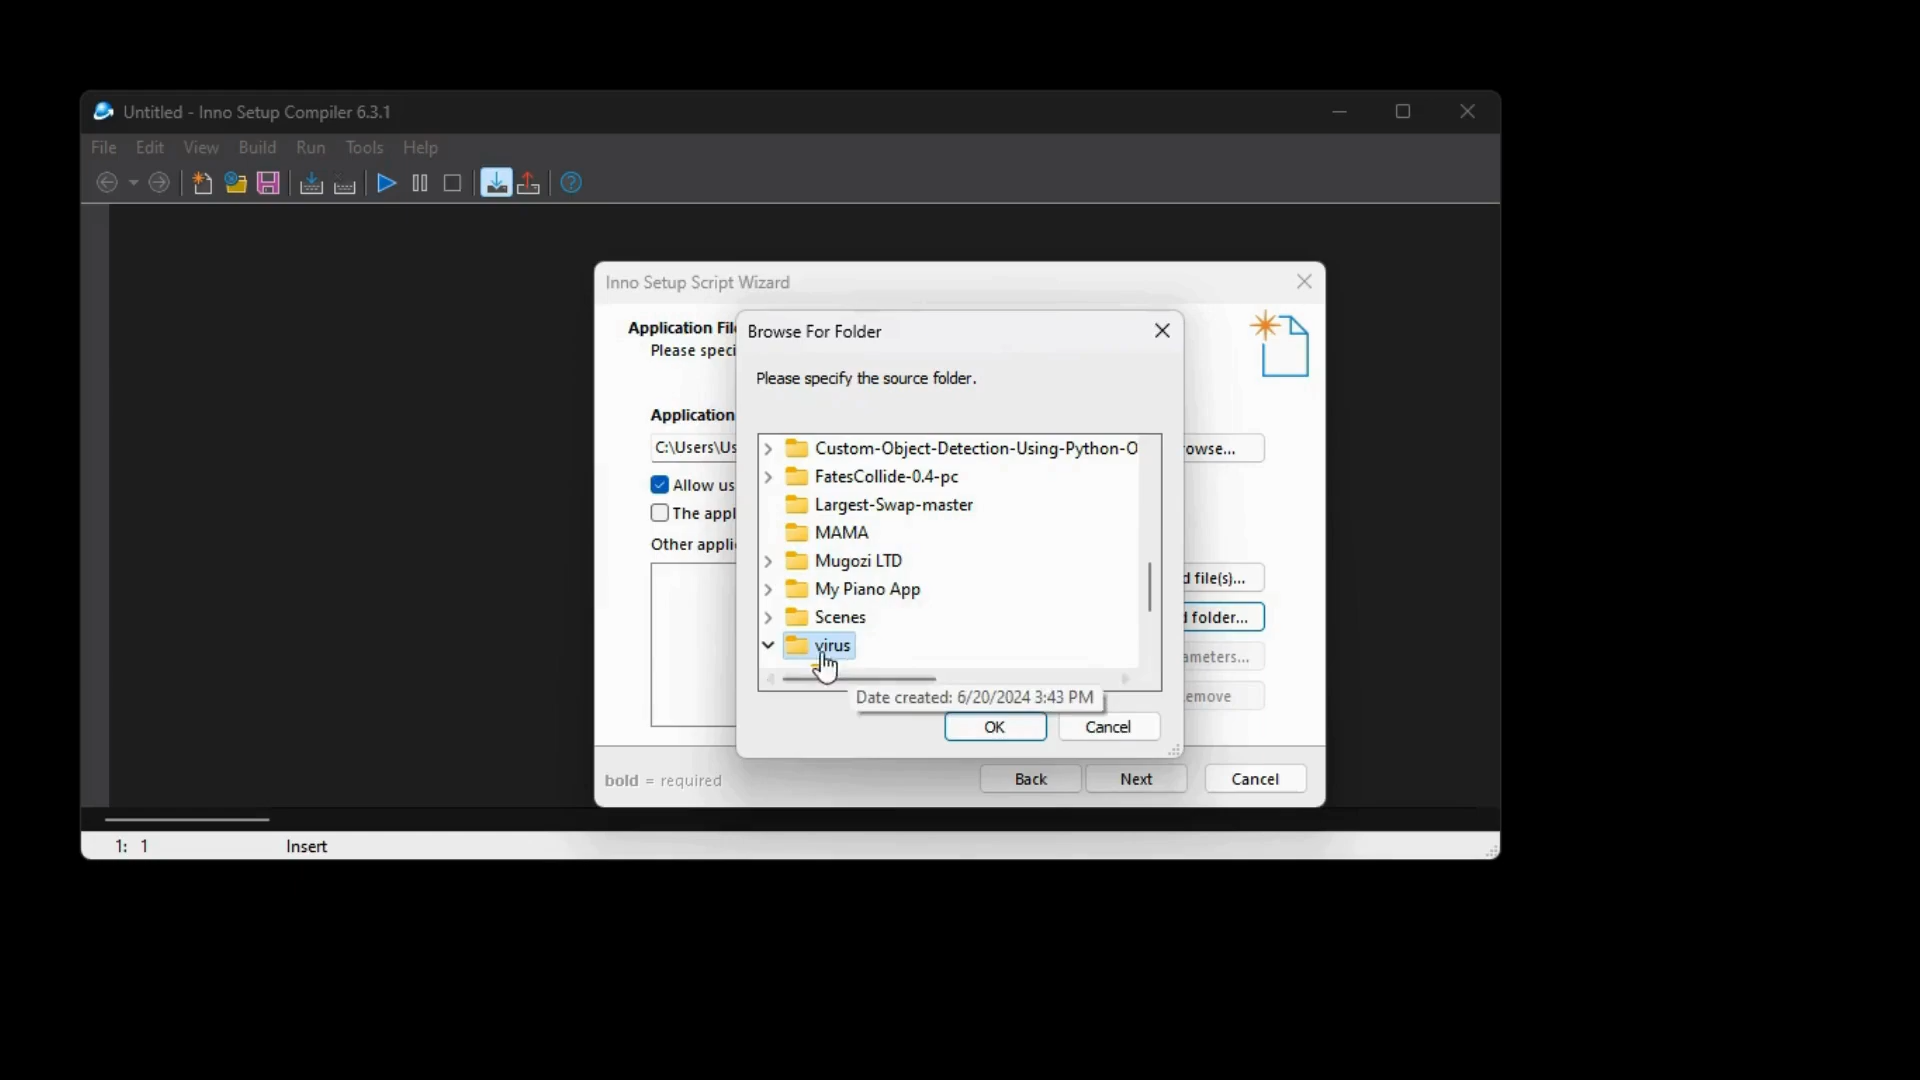 Untitled - Inno Setup Compiler 6.3.1
File Edit View Build Run Tools Help
Inno Setup Script Wizard
Application
Please
Browse For Folder
Please specify the source folder.
Application
C:\Users\Us
Allow us
The appl
Other appli
Custom-Object-Detection-Using-Python-O
FatesCollide-0.4-pc
Largest-Swap-master
MAMA
Mugozi LTD
My Piano App
Scenes
virus
Date created: 6/20/2024 3:43 PM
OK Cancel
owse...
d file(s)...
d folder...
ameters...
emove
bold = required
Back Next Cancel
1: 1 Insert